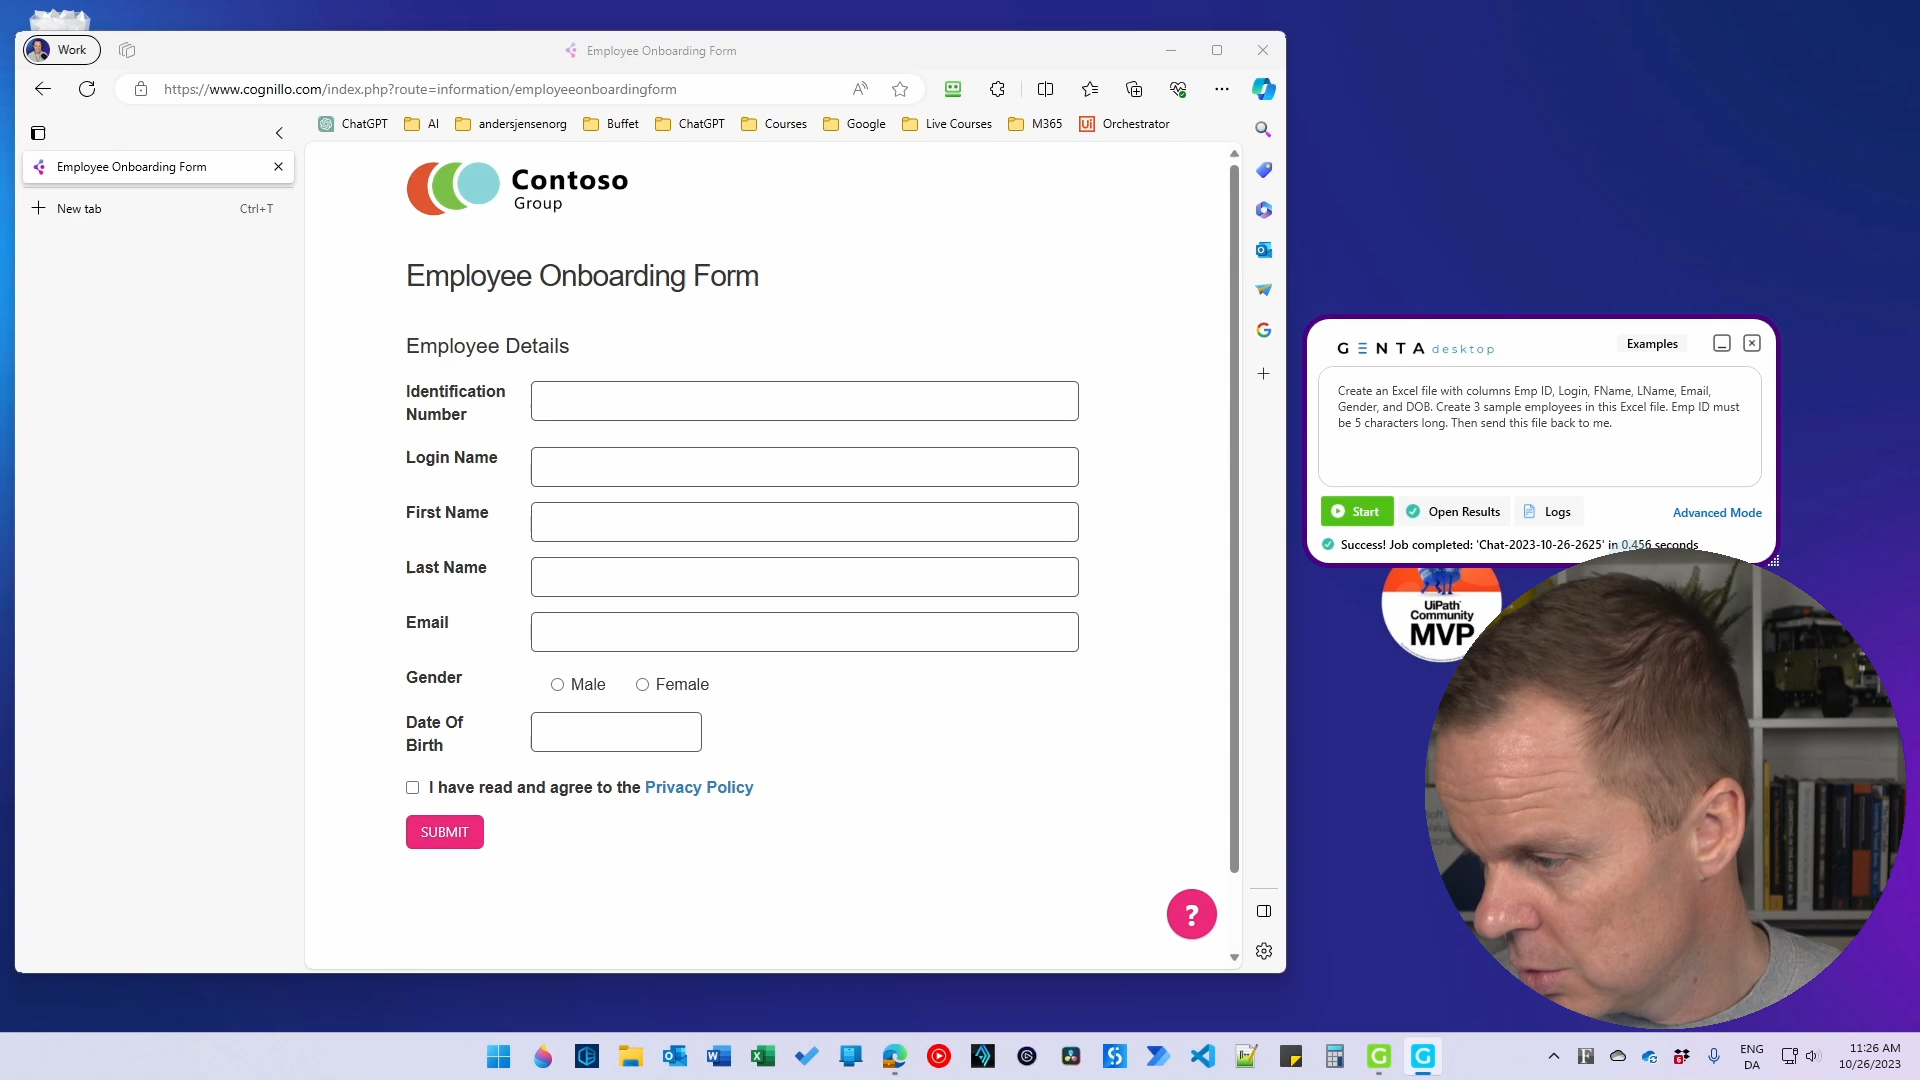 Work
Employee Onboarding Form
https://www.cognillo.com/index.php?route=information/employeeonboardingform
ChatGPT
AI
andersjensenorg
Buffet
ChatGPT
Courses
Google
Live Courses
M365
Ui
Orchestrator
Employee Onboarding Form
New tab
Ctrl+T
Contoso
Group
Employee Onboarding Form
Employee Details
Identification
Number
Login Name
First Name
Last Name
Email
Gender
Male
Female
Date Of
Birth
I have read and agree to the Privacy Policy
SUBMIT
?
GENTA desktop
Examples
Create an Excel file with columns Emp ID, Login, FName, LName, Email,
Gender, and DOB. Create 3 sample employees in this Excel file. Emp ID must
be 5 characters long. Then send this file back to me.
Start
Open Results
Logs
Advanced Mode
Success! Job completed: 'Chat-2023-10-26-2625' in 0.456 seconds
UiPath
Community
MVP
ENG
DA
11:26 AM
10/26/2023